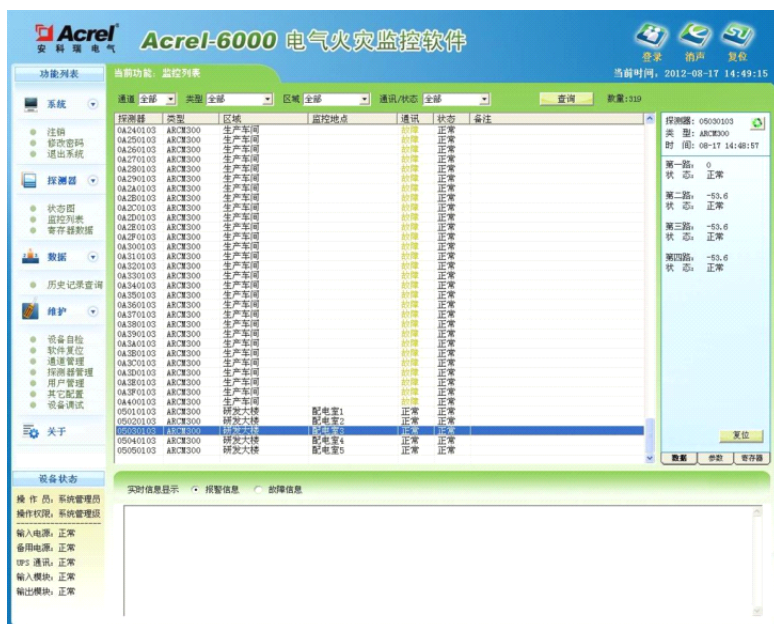 Acrel
安科瑞电气
Acrel-6000 电气火灾监控软件
登录 消声 复位
功能列表
当前功能: 监控列表
当前时间: 2012-08-17 14:49:15
通道 全部 类型 全部 区域 全部 通讯/状态 全部 查询 数量:319
系统
注销
修改密码
退出系统
探测器
状态图
监控列表
寄存器数据
数据
历史记录查询
维护
设备自检
软件复位
通道管理
探测器管理
用户管理
其它配置
设备调试
关于
探测器 类型 区域 监控地点 通讯 状态 备注
0A240103 ARCM300 生产车间 故障 正常
0A250103 ARCM300 生产车间 故障 正常
0A260103 ARCM300 生产车间 故障 正常
0A270103 ARCM300 生产车间 故障 正常
0A280103 ARCM300 生产车间 故障 正常
0A290103 ARCM300 生产车间 故障 正常
0A2A0103 ARCM300 生产车间 故障 正常
0A2B0103 ARCM300 生产车间 故障 正常
0A2C0103 ARCM300 生产车间 故障 正常
0A2D0103 ARCM300 生产车间 故障 正常
0A2E0103 ARCM300 生产车间 故障 正常
0A2F0103 ARCM300 生产车间 故障 正常
0A300103 ARCM300 生产车间 故障 正常
0A310103 ARCM300 生产车间 故障 正常
0A320103 ARCM300 生产车间 故障 正常
0A330103 ARCM300 生产车间 故障 正常
0A340103 ARCM300 生产车间 故障 正常
0A350103 ARCM300 生产车间 故障 正常
0A360103 ARCM300 生产车间 故障 正常
0A370103 ARCM300 生产车间 故障 正常
0A380103 ARCM300 生产车间 故障 正常
0A390103 ARCM300 生产车间 故障 正常
0A3A0103 ARCM300 生产车间 故障 正常
0A3B0103 ARCM300 生产车间 故障 正常
0A3C0103 ARCM300 生产车间 故障 正常
0A3D0103 ARCM300 生产车间 故障 正常
0A3E0103 ARCM300 生产车间 故障 正常
0A3F0103 ARCM300 生产车间 故障 正常
0A400103 ARCM300 生产车间 故障 正常
05010103 ARCM300 研发大楼 配电室1 正常 正常
05020103 ARCM300 研发大楼 配电室2 正常 正常
05030103 ARCM300 研发大楼 配电室3 正常 正常
05040103 ARCM300 研发大楼 配电室4 正常 正常
05050103 ARCM300 研发大楼 配电室5 正常 正常
探测器: 05030103
类 型: ARCM300
时 间: 08-17 14:48:57
第一路: 0
状 态: 正常
第二路: -53.6
状 态: 正常
第三路: -53.6
状 态: 正常
第四路: -53.6
状 态: 正常
复位
数据 参数 寄存器
设备状态
操 作 员: 系统管理员
操作权限: 系统管理级
输入电源: 正常
备用电源: 正常
UPS 通讯: 正常
输入模块: 正常
输出模块: 正常
实时信息显示 报警信息 故障信息